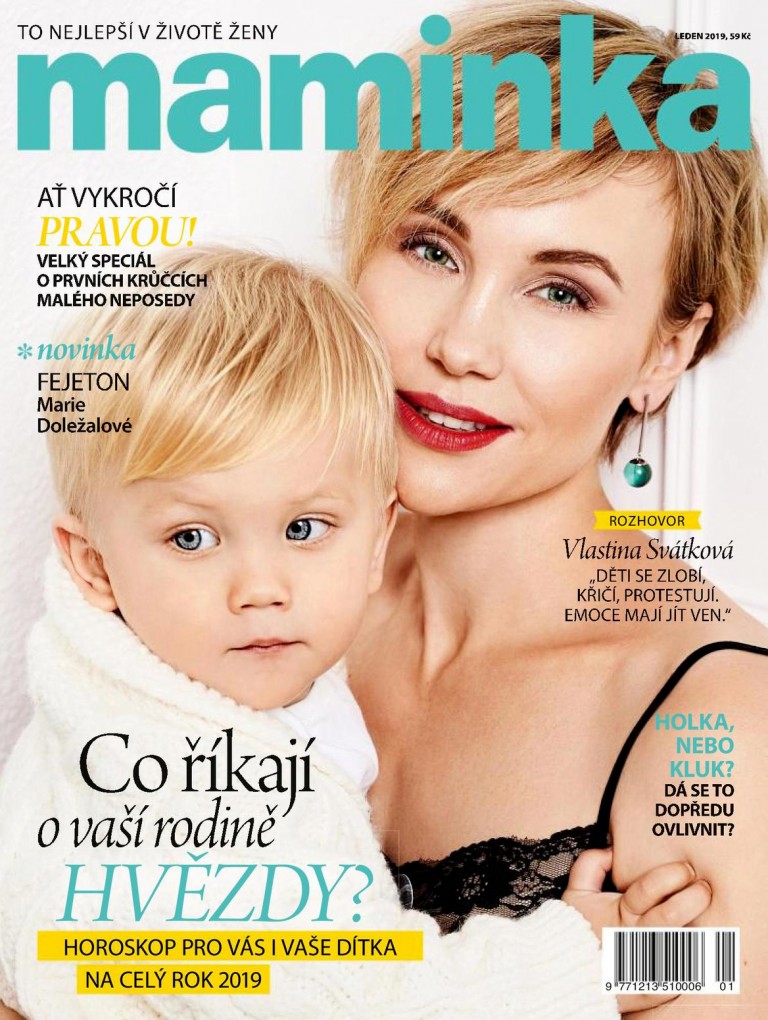 TO NEJLEPŠÍ V ŽIVOTĚ ŽENY
LEDEN 2019, 59 Kč
maminka
AŤ VYKROČÍ
PRAVOU!
VELKÝ SPECIÁL
O PRVNÍCH KRŮČCÍCH
MALÉHO NEPOSEDY
* novinka
FEJETON
Marie
Doležalové
ROZHOVOR
Vlastina Svátková
„DĚTI SE ZLOBÍ,
KŘIČÍ, PROTESTUJÍ.
EMOCE MAJÍ JÍT VEN.“
HOLKA,
NEBO
KLUK?
DÁ SE TO
DOPŘEDU
OVLIVNIT?
Co říkají
o vaší rodině
HVĚZDY?
HOROSKOP PRO VÁS I VAŠE DÍTKA
NA CELÝ ROK 2019
9 771213 510006
01